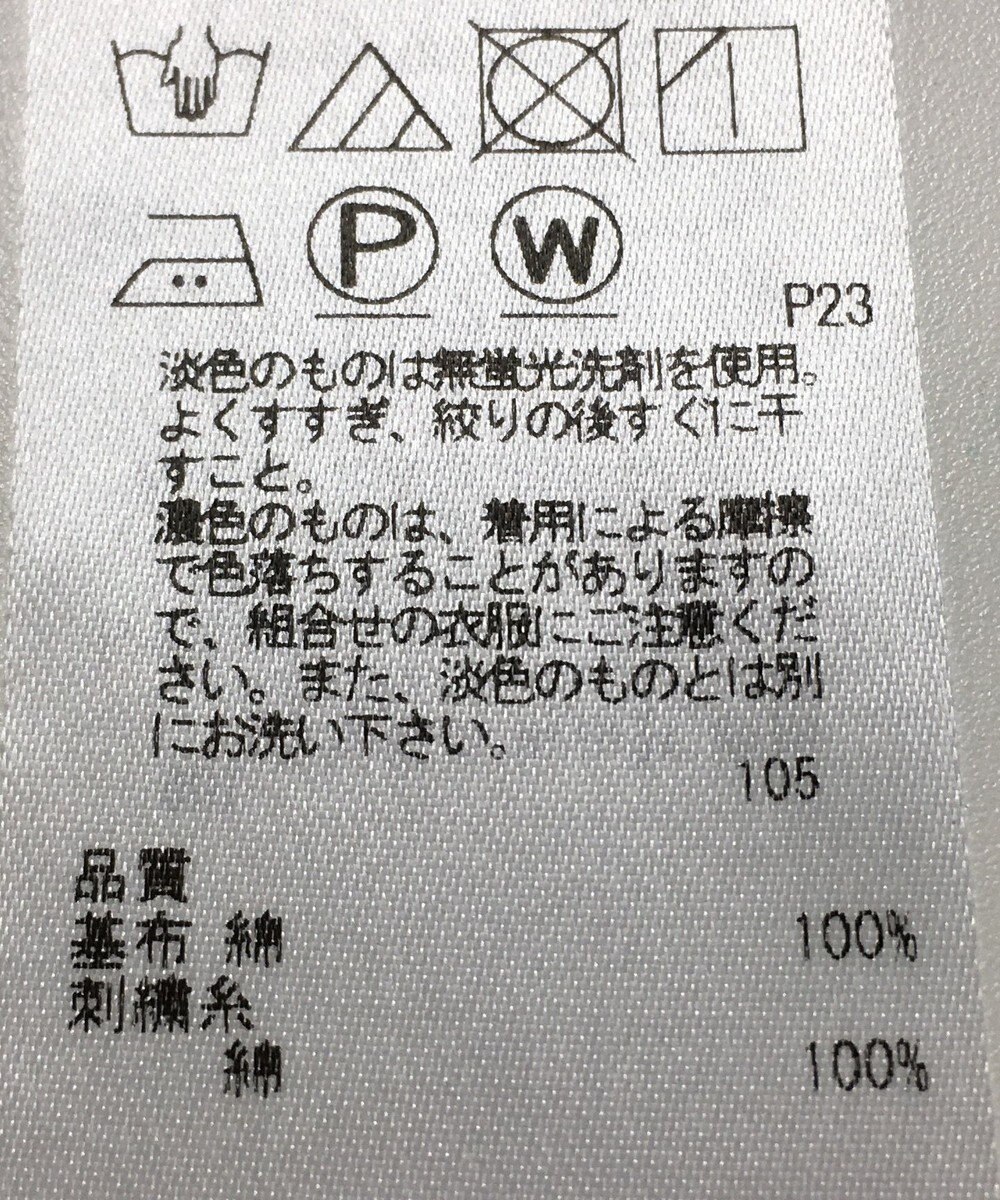 P W
P23
淡色のものは無蛍光洗剤を使用。
よくすすぎ、絞りの後すぐに干
すこと。
濃色のものは、着用による摩擦
で色落ちすることがありますの
で、組合せの衣服にご注意くだ
さい。また、淡色のものとは別
にお洗い下さい。
105
品質
基布 綿 100%
刺繍糸
綿 100%